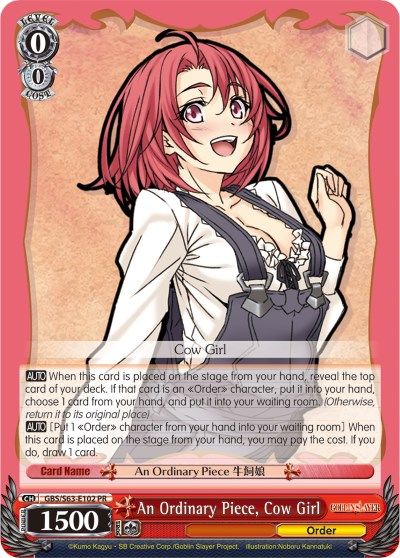 LEVEL
0
0
COST
Cow Girl
AUTO When this card is placed on the stage from your hand, reveal the top
card of your deck. If that card is an «Order» character, put it into your hand,
choose 1 card from your hand, and put it into your waiting room. (Otherwise,
return it to its original place)
AUTO [Put 1 «Order» character from your hand into your waiting room] When
this card is placed on the stage from your hand, you may pay the cost. If you
do, draw 1 card.
Card Name An Ordinary Piece 牛飼娘
CH GBS/S63-E102 PR An Ordinary Piece, Cow Girl GOBLIN SLAYER
1500 Order
©Kumo Kagyu - SB Creative Corp./Goblin Slayer Project. illustration:Noboru Kannatuki